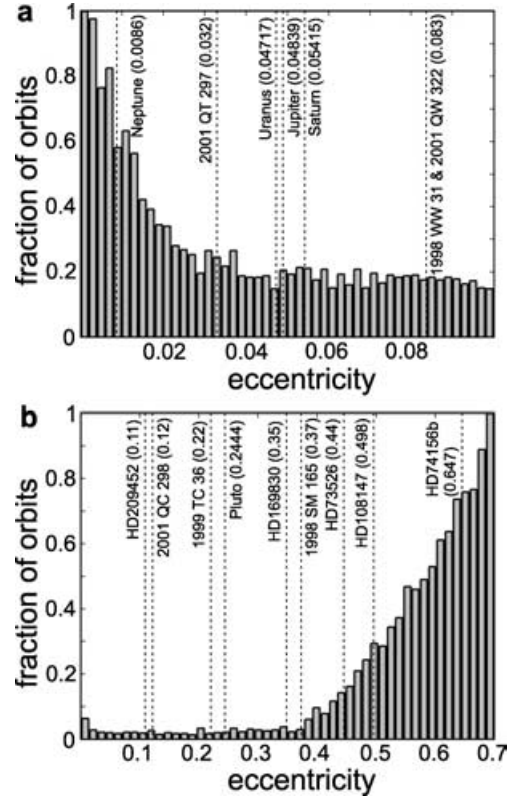 a
fraction of orbits
1
0.8
0.6
0.4
0.2
0
Neptune (0.0086)
2001 QT 297 (0.032)
Uranus (0.04717)
Jupiter (0.04839)
Saturn (0.05415)
1998 WW 31 & 2001 QW 322 (0.083)
0.02 0.04 0.06 0.08
eccentricity
b
fraction of orbits
1
0.8
0.6
0.4
0.2
0
HD209452 (0.11)
2001 QC 298 (0.12)
1999 TC 36 (0.22)
Pluto (0.2444)
HD169830 (0.35)
1998 SM 165 (0.37)
HD73526 (0.44)
HD108147 (0.498)
HD74156b
(0.647)
0.1 0.2 0.3 0.4 0.5 0.6 0.7
eccentricity